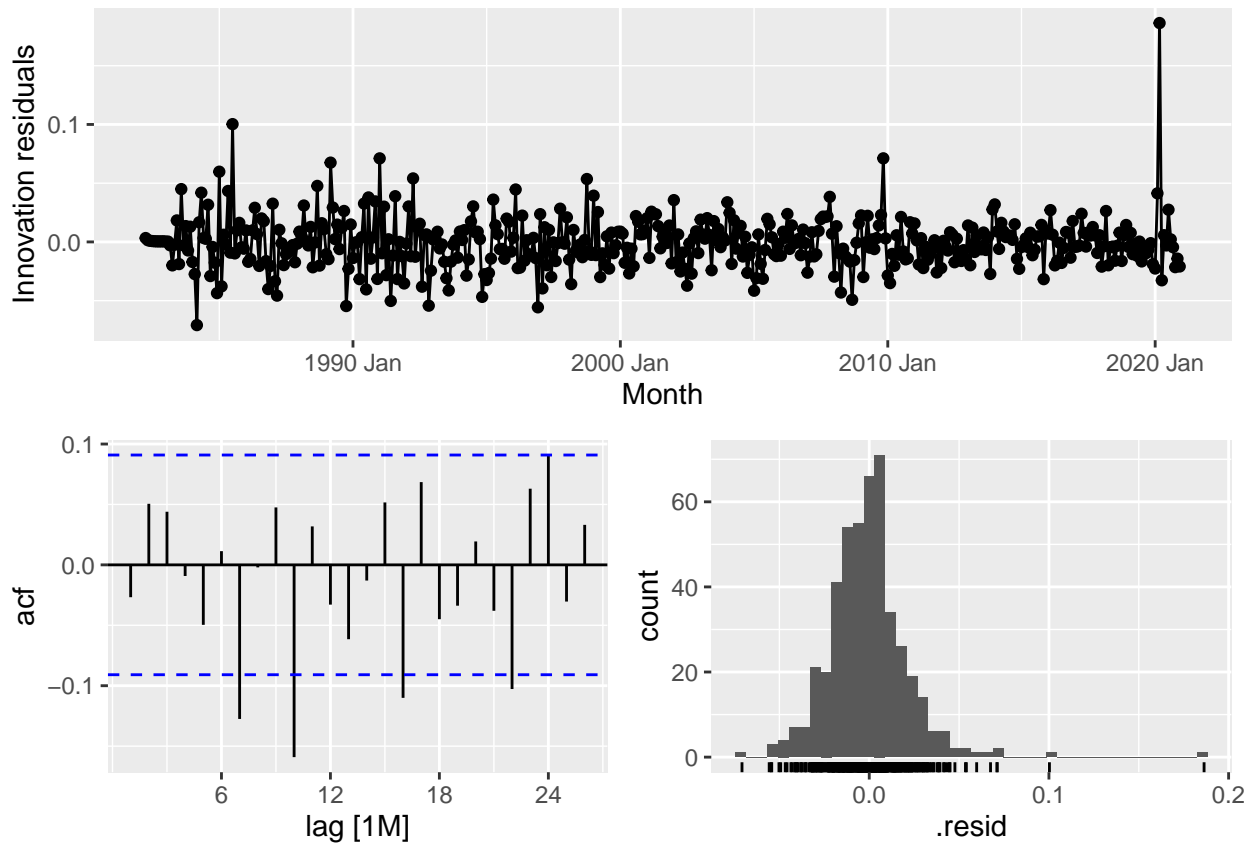 Innovation residuals
0.1
0.0
1990 Jan
2000 Jan
2010 Jan
2020 Jan
Month
acf
0.1
0.0
−0.1
6
12
18
24
lag [1M]
count
60
40
20
0
0.0
0.1
0.2
.resid